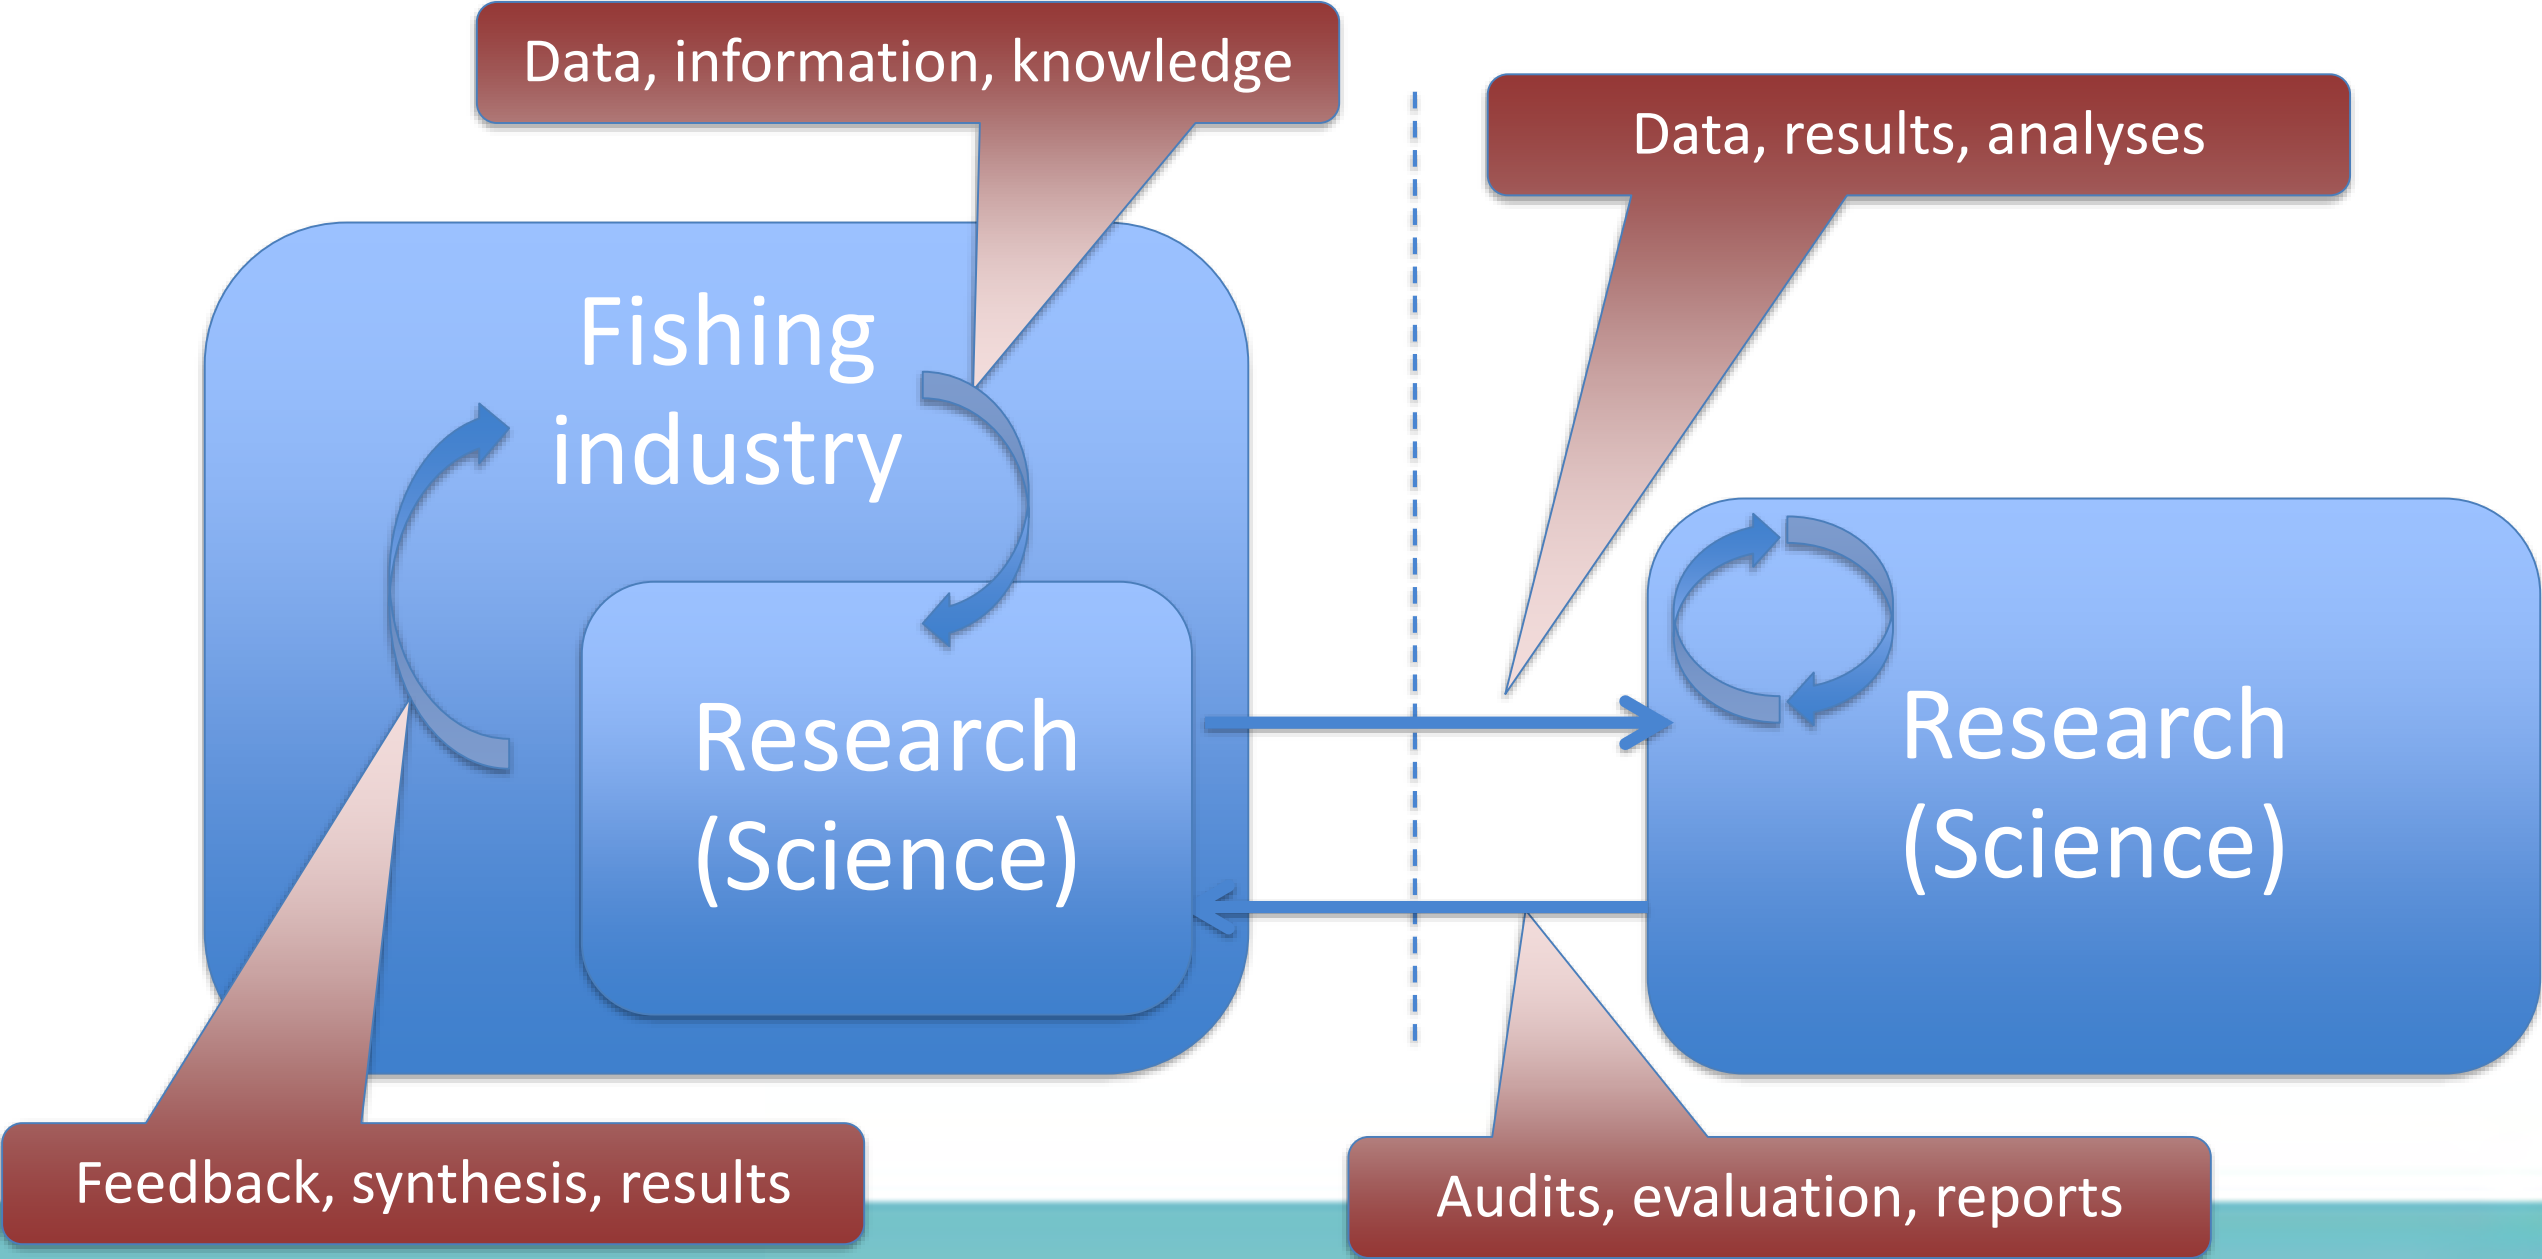 Data, information, knowledge
Data, results, analyses
Fishing
industry
Research
(Science)
Research
(Science)
Feedback, synthesis, results
Audits, evaluation, reports